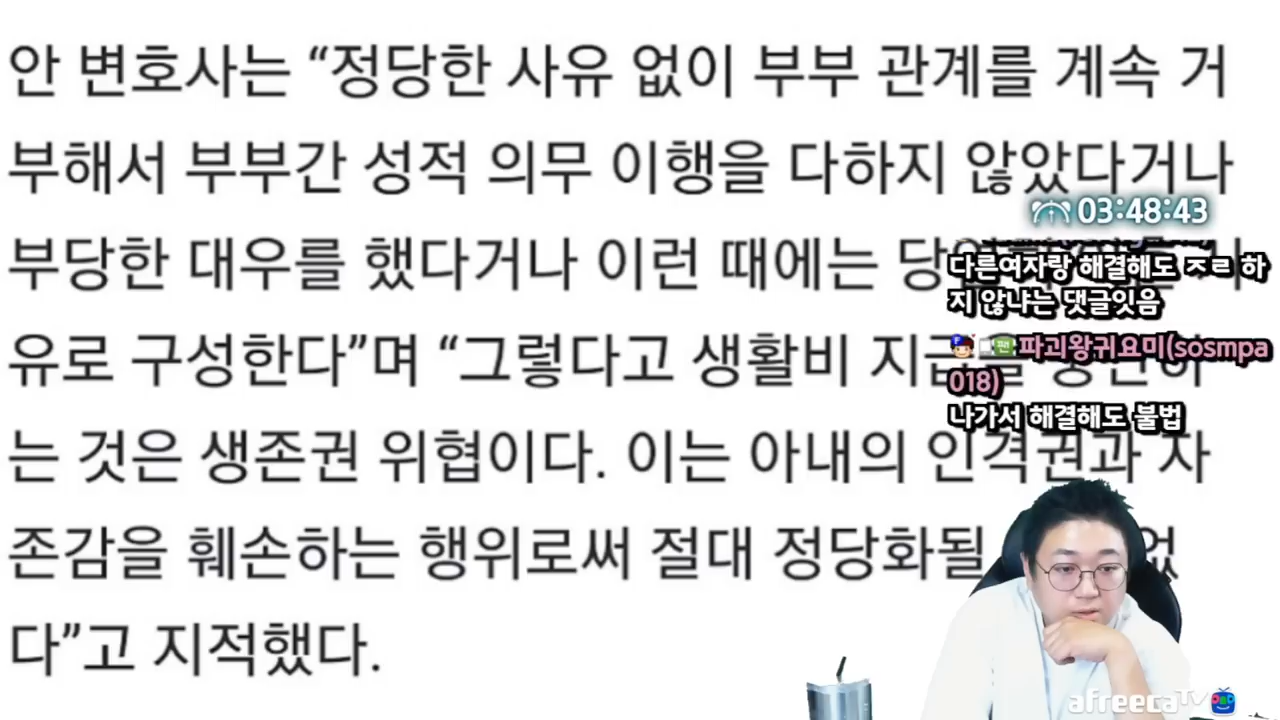 안 변호사는 “정당한 사유 없이 부부 관계를 계속 거
부해서 부부간 성적 의무 이행을 다하지 않았다거나
03:48:43
부당한 대우를 했다거나 이런 때에는
다른여자랑 해결해도 ㅈㄹ 하
지 않냐는 댓글잇음
유로 구성한다”며 “그렇다고 생활비
파괴왕귀요미(sosmpa
018)
나가서 해결해도 불법
는 것은 생존권 위협이다. 이는 아내의 인격권과 자
존감을 훼손하는 행위로써 절대 정당화될
다”고 지적했다.
afreecaTV